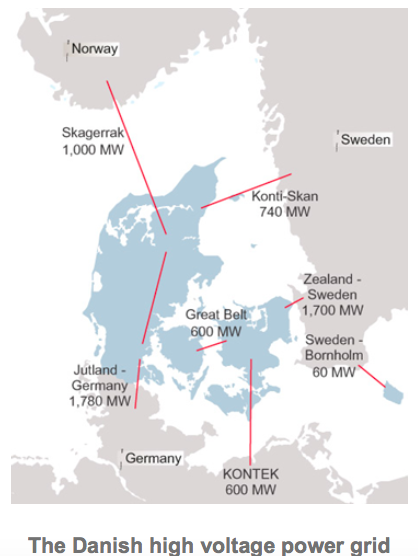 Norway
Skagerrak
1,000 MW
Sweden
Konti-Skan
740 MW
Zealand -
Sweden
1,700 MW
Great Belt
600 MW
Sweden -
Bornholm
60 MW
Jutland -
Germany
1,780 MW
Germany
KONTEK
600 MW
The Danish high voltage power grid